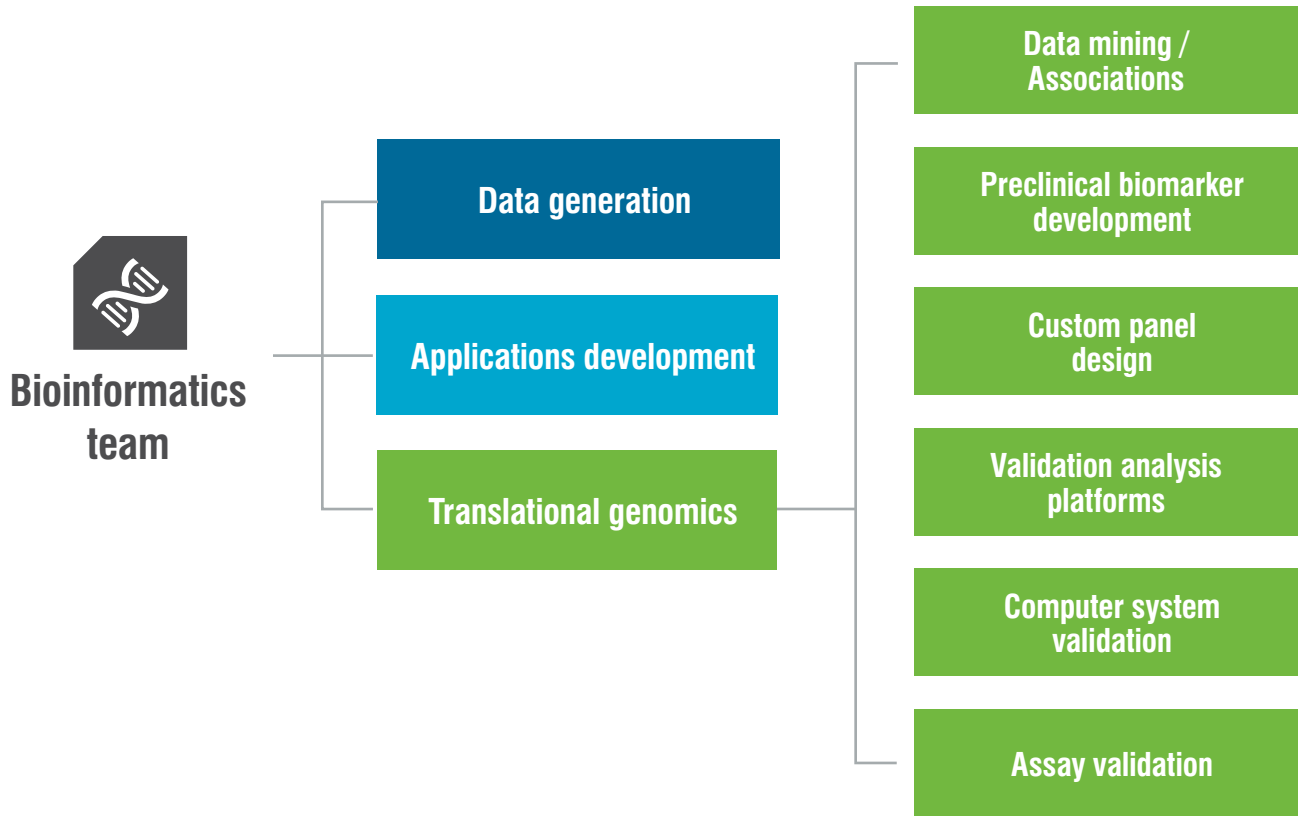 Bioinformatics
team
Data generation
Applications development
Translational genomics
Data mining /
Associations
Preclinical biomarker
development
Custom panel
design
Validation analysis
platforms
Computer system
validation
Assay validation